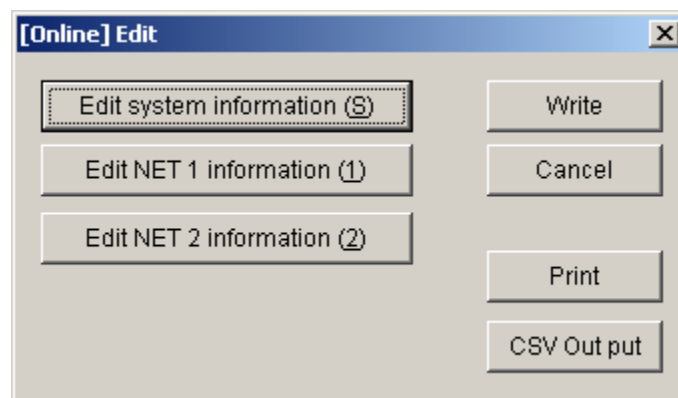 [Online] Edit
Edit system information (S)
Write
Edit NET 1 information (1)
Cancel
Edit NET 2 information (2)
Print
CSV Out put